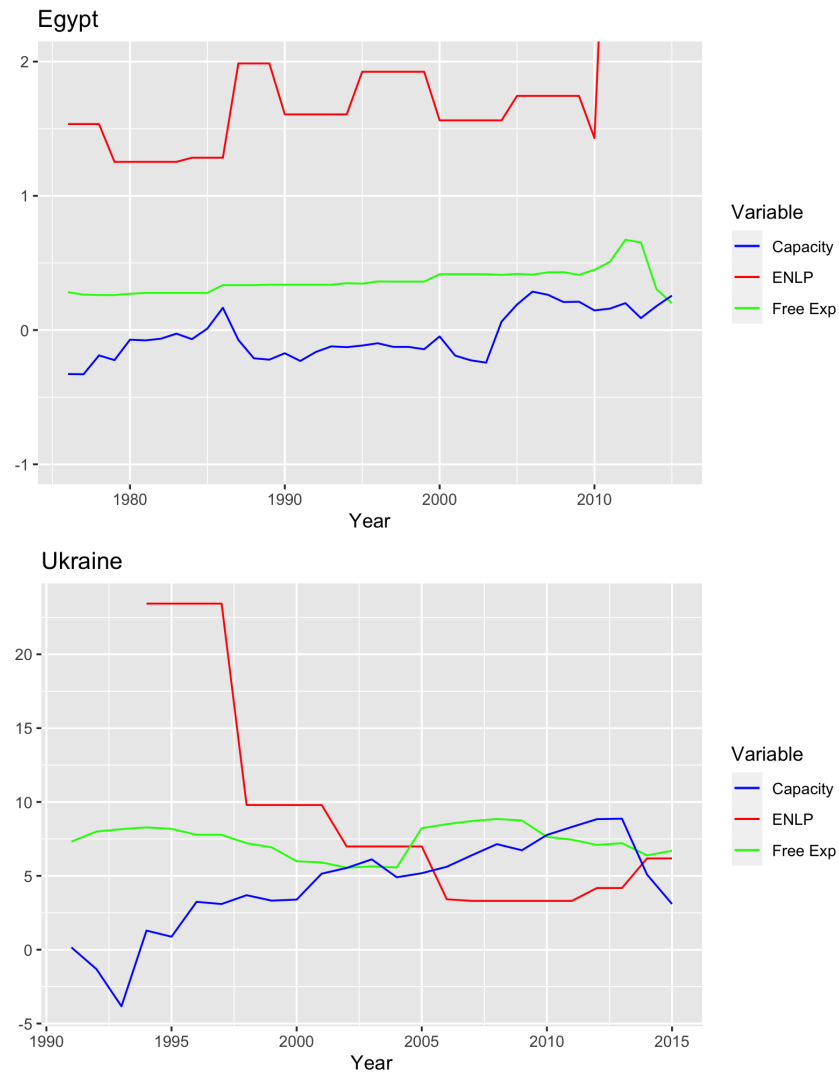 Egypt
2
1
0
-1
1980 1990 2000 2010
Year
Variable
Capacity
ENLP
Free Exp
Ukraine
20
15
10
5
0
-5
1990 1995 2000 2005 2010 2015
Year
Variable
Capacity
ENLP
Free Exp